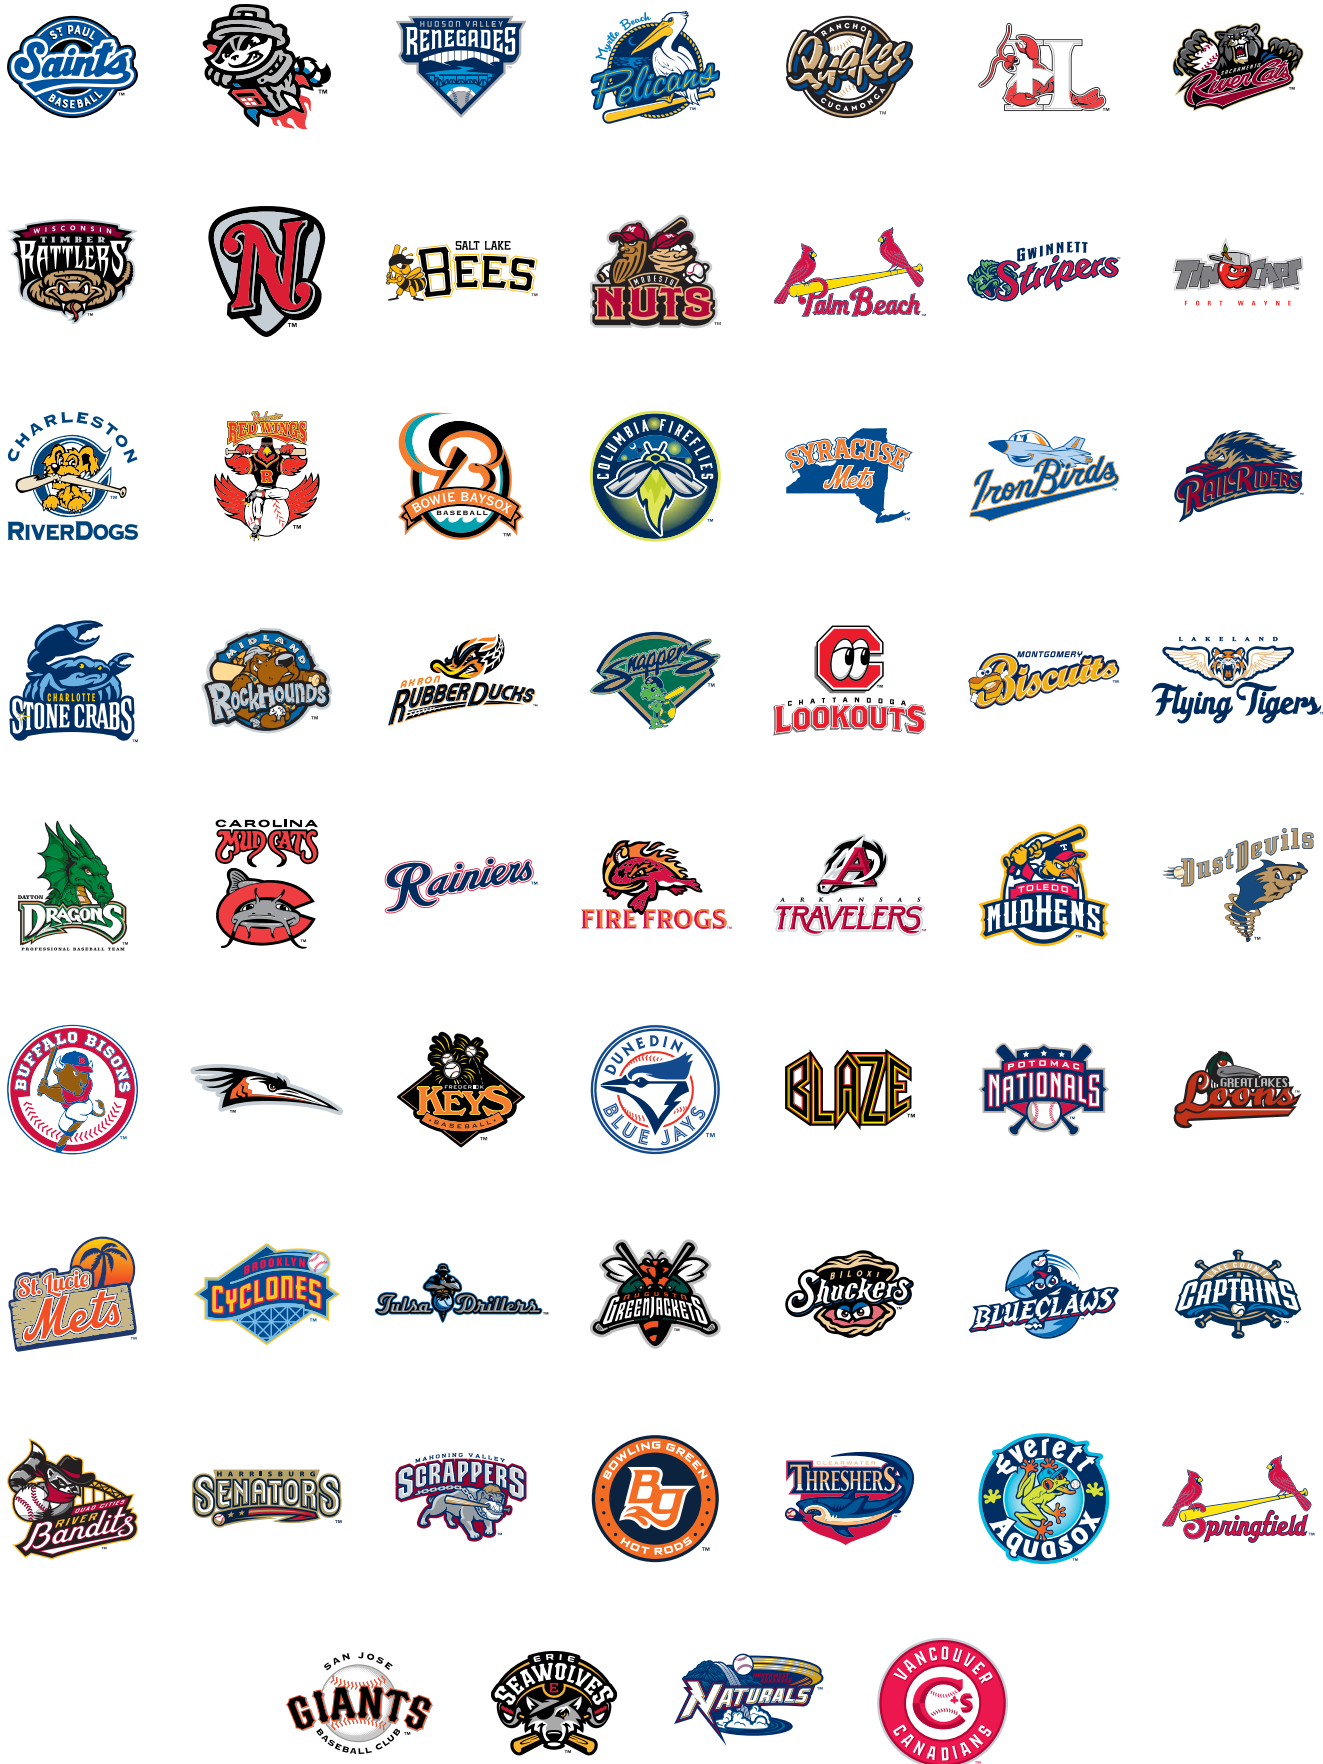 ST PAUL
Saints
BASEBALL
HUDSON VALLEY
RENEGADES
Myrtle Beach
Pelicans
RANCHO
Quakes
CUCAMONGA
H
SACRAMENTO
River Cats
WISCONSIN
TIMBER
RATTLERS
N
SALT LAKE
BEES
MODESTO
NUTS
Palm Beach
GWINNETT
Stripers
TINCAPS
FORT WAYNE
CHARLESTON
RIVERDOGS
Rochester
RED WINGS
R
B
BOWIE BAYSOX
BASEBALL
COLUMBIA FIREFLIES
SYRACUSE
Mets
IronBirds
RAILRIDERS
CHARLOTTE
STONE CRABS
MIDLAND
ROCKHOUNDS
AKRON
RUBBERDUCKS
Snappers
C
CHATTANOOGA
LOOKOUTS
MONTGOMERY
Biscuits
LAKELAND
Flying Tigers
DAYTON
DRAGONS
PROFESSIONAL BASEBALL TEAM
CAROLINA
MUDCATS
Rainiers
FIRE FROGS
A
ARKANSAS
TRAVELERS
T
TOLEDO
MUDHENS
DustDevils
BUFFALO BISONS
FREDERICK
KEYS
BASEBALL
DUNEDIN
BLUE JAYS
BLAZE
POTOMAC
NATIONALS
GREAT LAKES
Loons
St. Lucie
Mets
BROOKLYN
CYCLONES
Tulsa Drillers
AUGUSTA
GREENJACKETS
BILOXI
Shuckers
BLUECLAWS
LAKE COUNTY
CAPTAINS
QUAD CITIES
RIVER
Bandits
HARRISBURG
SENATORS
MAHONING VALLEY
SCRAPPERS
BOWLING GREEN
BG
HOT RODS
CLEARWATER
THRESHERS
Everett
AquaSox
Springfield
SAN JOSE
GIANTS
BASEBALL CLUB
ERIE
SEAWOLVES
E
NATURALS
VANCOUVER
C's
CANADIANS